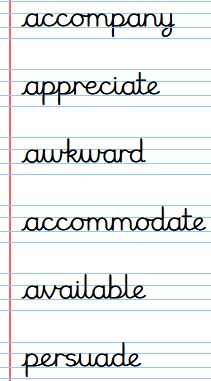 accompany
appreciate
awkward
accommodate
available
persuade